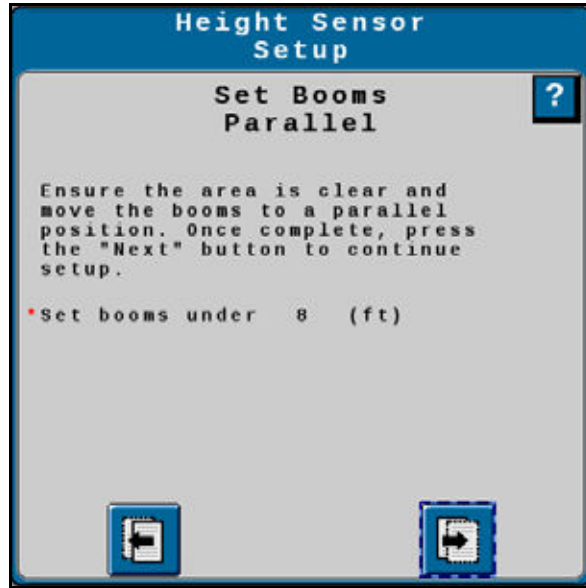 Height Sensor
Setup
Set Booms
Parallel
?
Ensure the area is clear and
move the booms to a parallel
position. Once complete, press
the "Next" button to continue
setup.
*Set booms under 8 (ft)